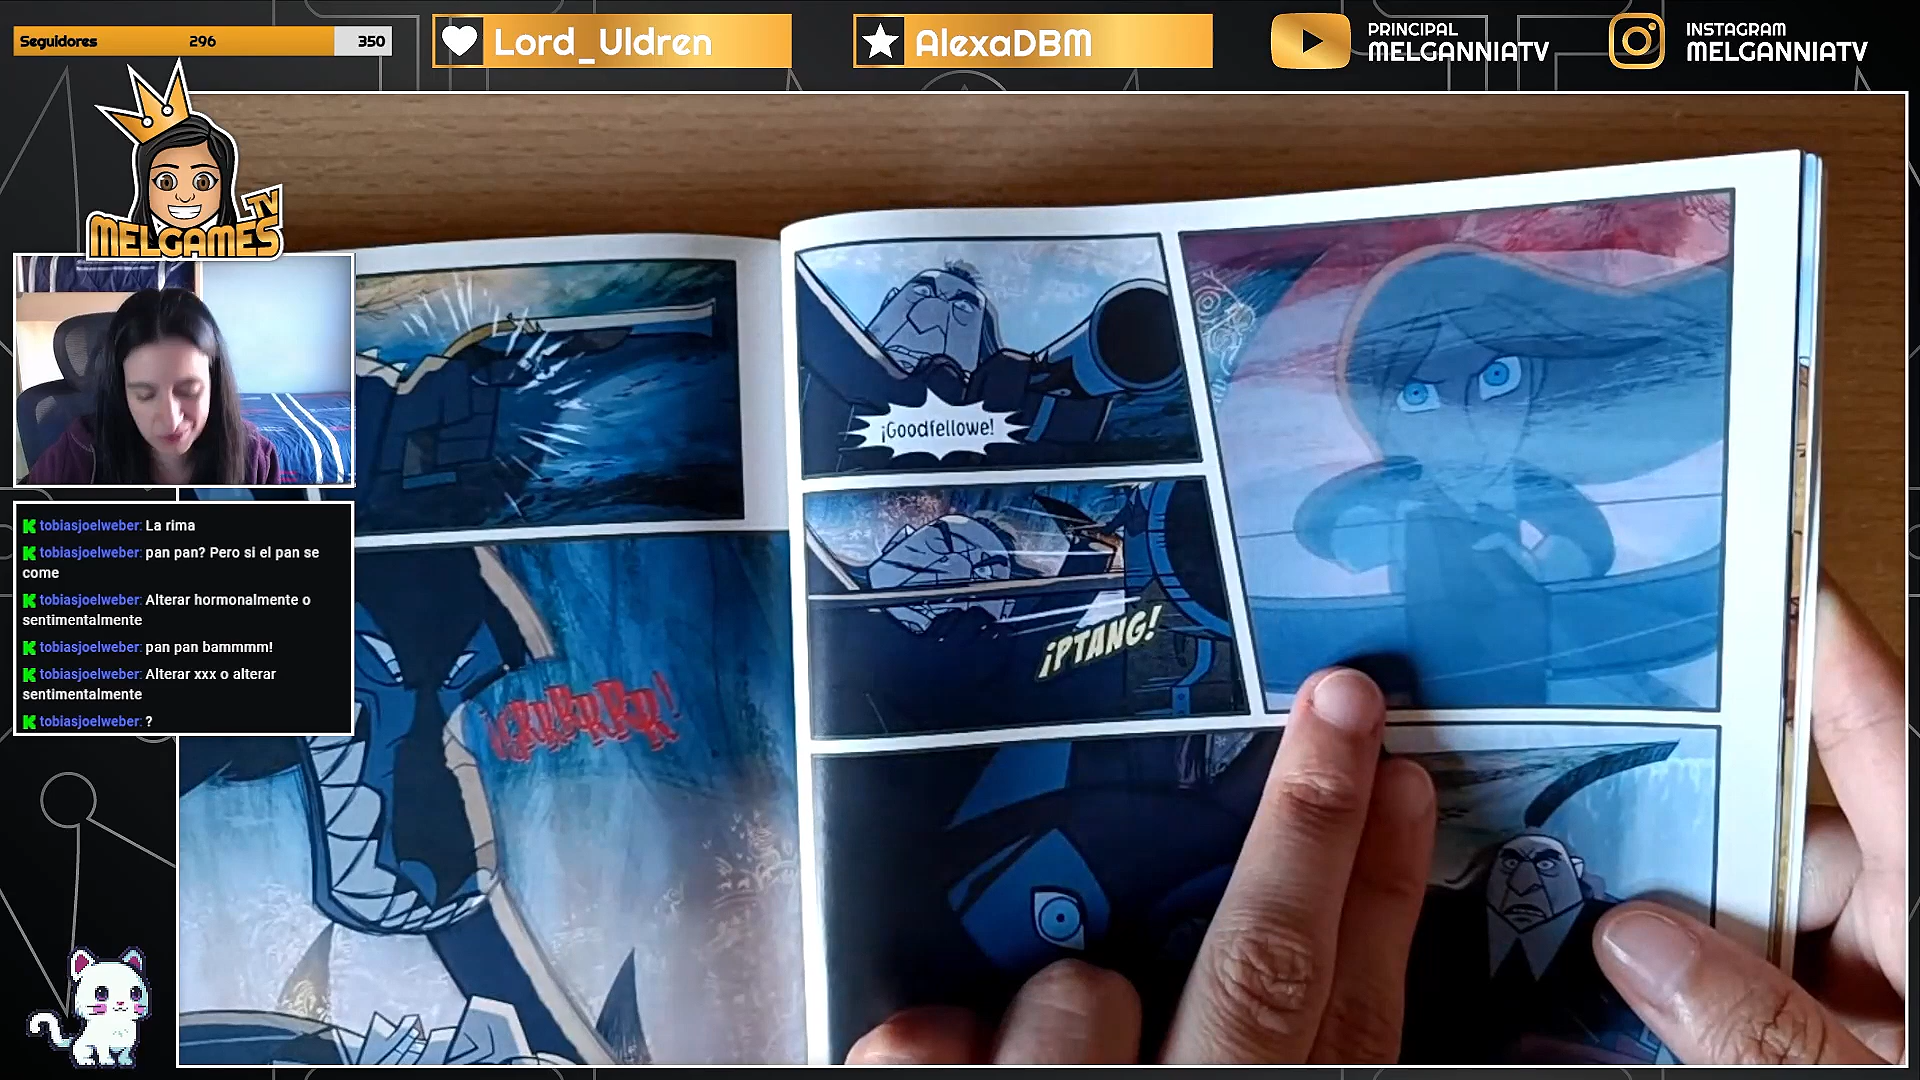 Seguidores 296 350
Lord_Uldren
AlexaDBM
PRINCIPAL
MELGANNIATV
INSTAGRAM
MELGANNIATV
MELGAMES
TV
tobiasjoelweber: La rima
tobiasjoelweber: pan pan? Pero si el pan se
come
tobiasjoelweber: Alterar hormonalmente o
sentimentalmente
tobiasjoelweber: pan pan bammmm!
tobiasjoelweber: Alterar xxx o alterar
sentimentalmente
tobiasjoelweber: ?
¡Goodfellowe!
¡PTANG!